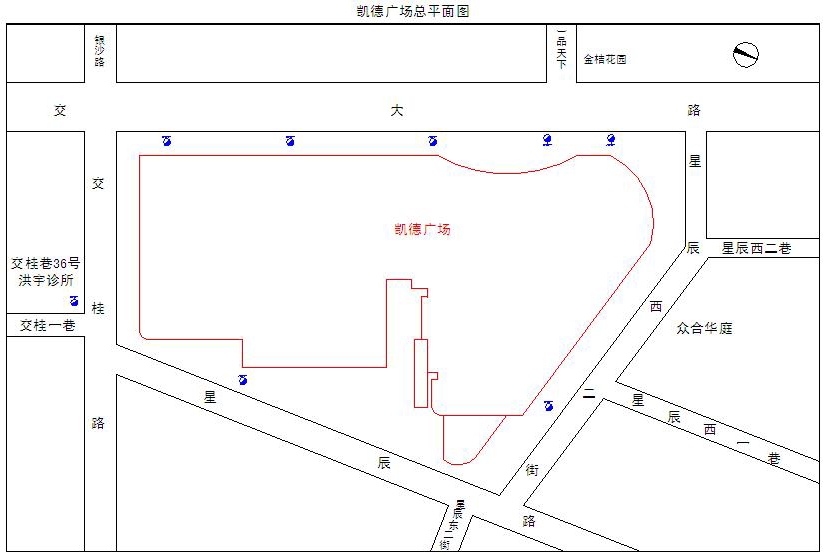 凯德广场总平面图
银沙路
一品天下
金桔花园
交大路
交桂路
凯德广场
星辰西二街
星辰西二巷
交桂巷36号
洪宇诊所
交桂一巷
众合华庭
星辰路
星辰西一巷
星辰东二街